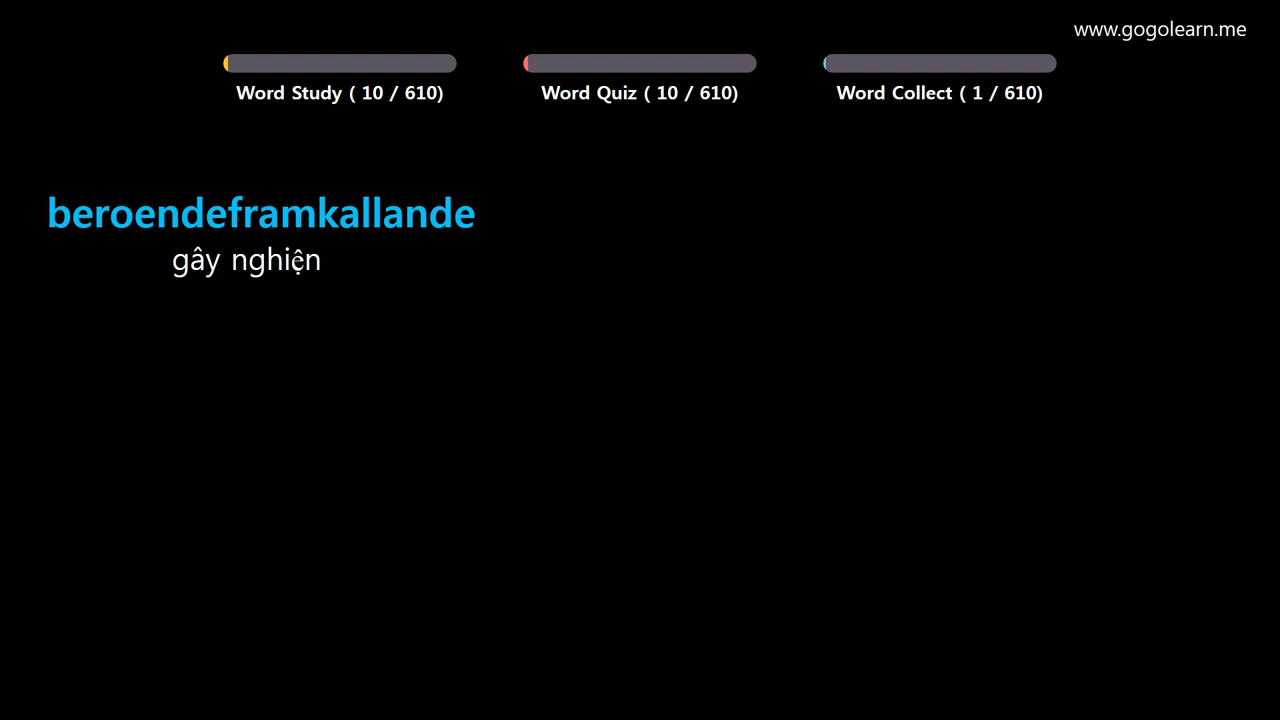 www.gogolearn.me
Word Study ( 10 / 610)
Word Quiz ( 10 / 610)
Word Collect ( 1 / 610)
beroendeframkallande
gây nghiện